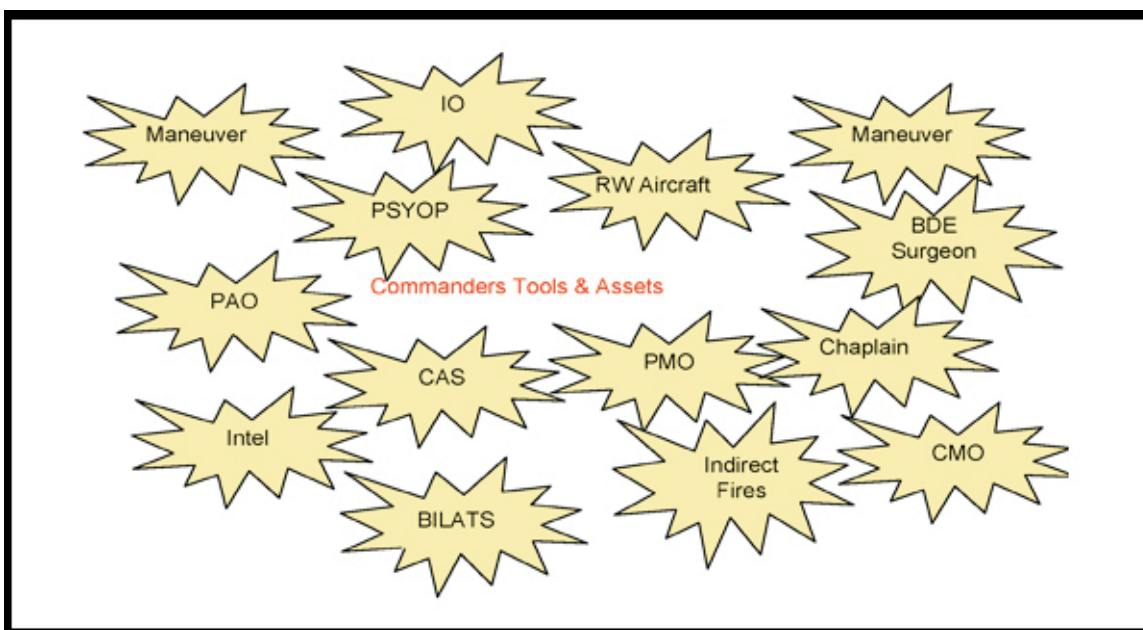 IO
Maneuver
Maneuver
RW Aircraft
PSYOP
BDE
Surgeon
Commanders Tools & Assets
PAO
Chaplain
PMO
CAS
Intel
CMO
Indirect
Fires
BILATS